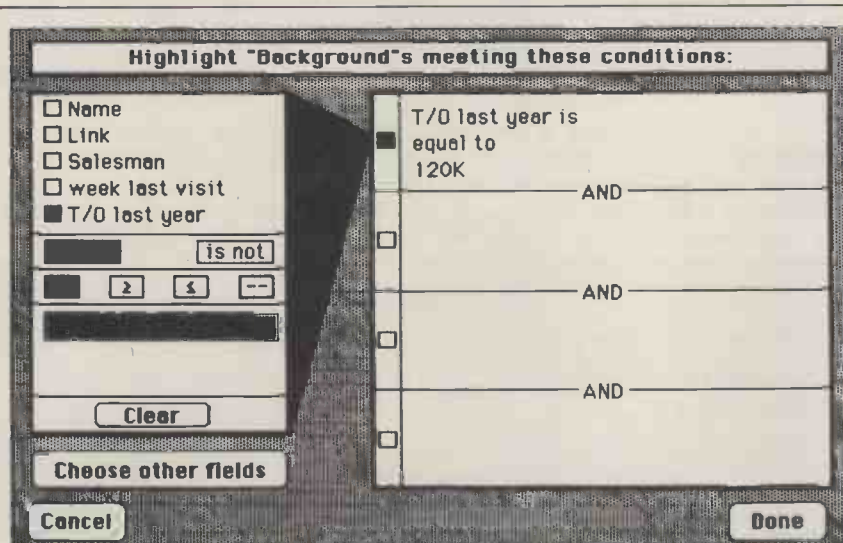 Highlight "Background"s meeting these conditions:
Name
Link
Salesman
week last visit
T/O last year
is not
≥ ≤ --
Clear
Choose other fields
Cancel
T/O last year is
equal to
120K
AND
AND
AND
Done